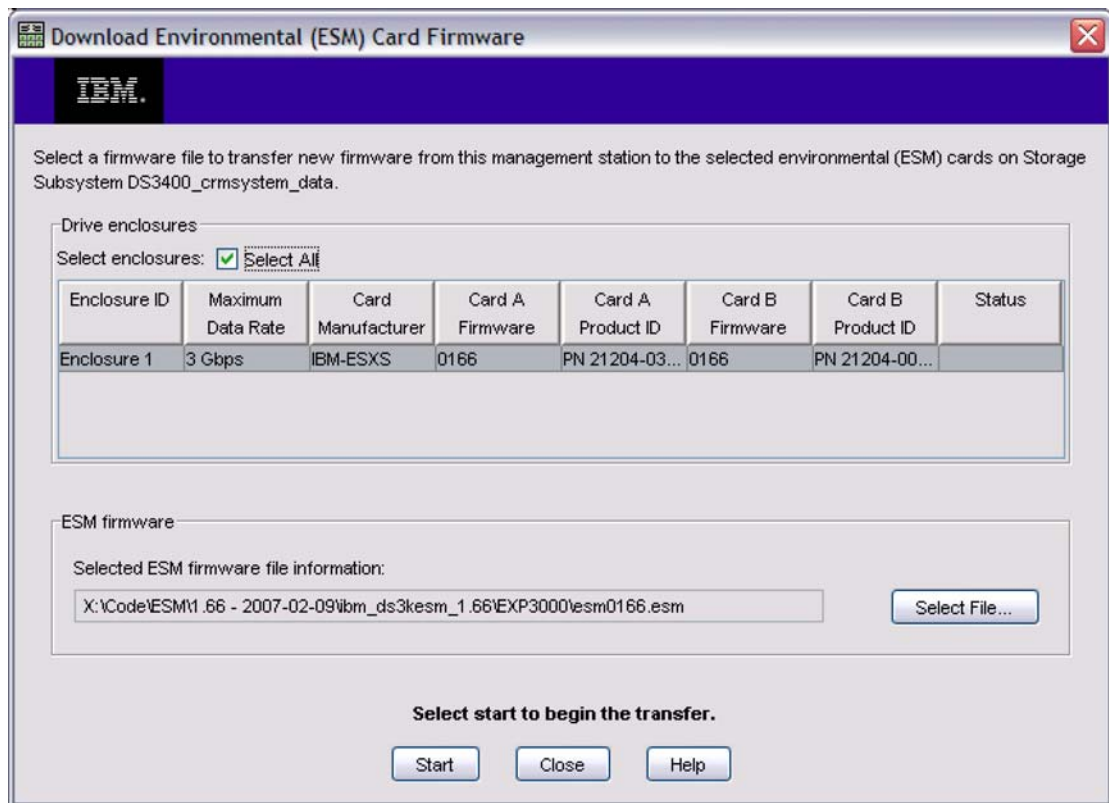 Download Environmental (ESM) Card Firmware
IBM.
Select a firmware file to transfer new firmware from this management station to the selected environmental (ESM) cards on Storage
Subsystem DS3400_crmsystem_data.
Drive enclosures
Select enclosures: Select All
Enclosure ID Maximum Data Rate Card Manufacturer Card A Firmware Card A Product ID Card B Firmware Card B Product ID Status
Enclosure 1 3 Gbps IBM-ESXS 0166 PN 21204-03... 0166 PN 21204-00...
ESM firmware
Selected ESM firmware file information:
X:\Code\ESM\1.66 - 2007-02-09\ibm_ds3kesm_1.66\EXP3000\esm0166.esm Select File...
Select start to begin the transfer.
Start Close Help